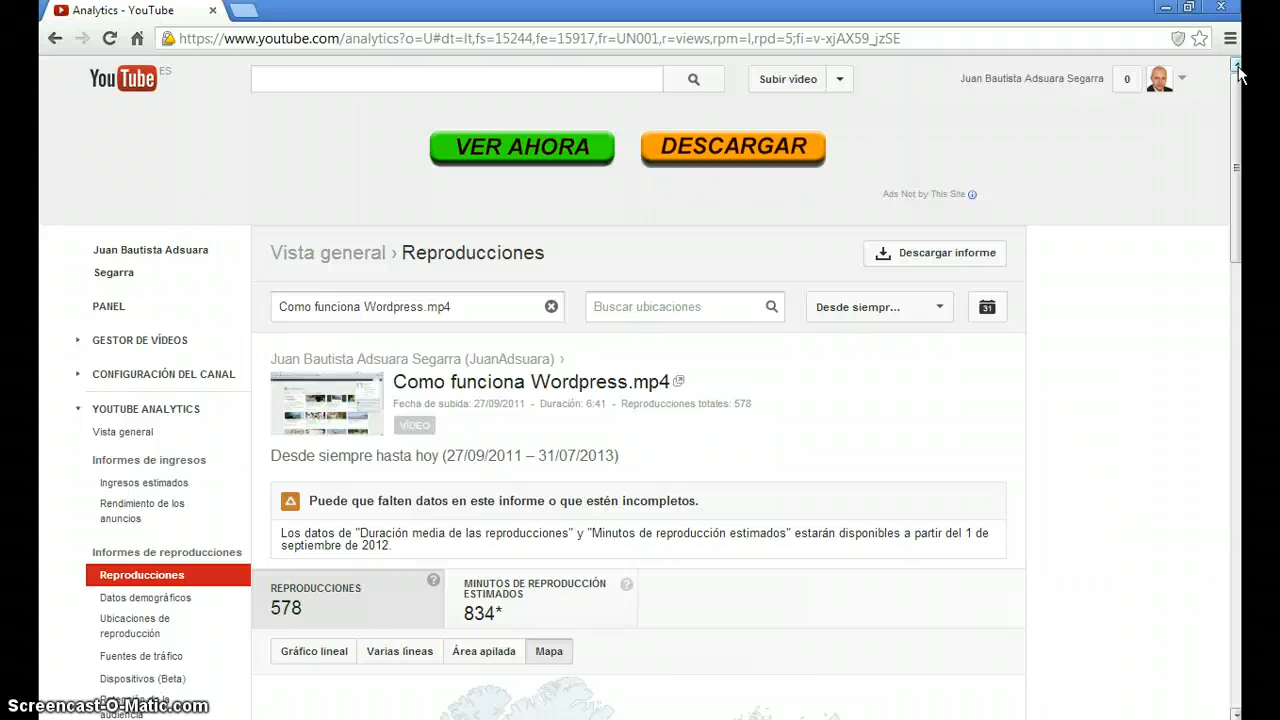 Analytics - YouTube
https://www.youtube.com/analytics?o=U#dt=lt,fs=15244,fe=15917,fr=UN001,r=views,rpm=l,rpd=5;fi=v-xjAX59_jzSE
YouTube ES
Subir video
Juan Bautista Adsuara Segarra
0
VER AHORA
DESCARGAR
Ads Not by This Site
Juan Bautista Adsuara
Segarra
PANEL
GESTOR DE VÍDEOS
CONFIGURACIÓN DEL CANAL
YOUTUBE ANALYTICS
Vista general
Informes de ingresos
Ingresos estimados
Rendimiento de los
anuncios
Informes de reproducciones
Reproducciones
Datos demográficos
Ubicaciones de
reproducción
Fuentes de tráfico
Dispositivos (Beta)
Vista general › Reproducciones
Descargar informe
Como funciona Wordpress.mp4
Buscar ubicaciones
Desde siempr...
31
Juan Bautista Adsuara Segarra (JuanAdsuara) ›
Como funciona Wordpress.mp4
Fecha de subida: 27/09/2011 - Duración: 6:41 - Reproducciones totales: 578
VÍDEO
Desde siempre hasta hoy (27/09/2011 – 31/07/2013)
Puede que falten datos en este informe o que estén incompletos.
Los datos de "Duración media de las reproducciones" y "Minutos de reproducción estimados" estarán disponibles a partir del 1 de
septiembre de 2012.
REPRODUCCIONES
578
MINUTOS DE REPRODUCCIÓN
ESTIMADOS
834*
Gráfico lineal
Varias líneas
Área apilada
Mapa
Screencast-O-Matic.com